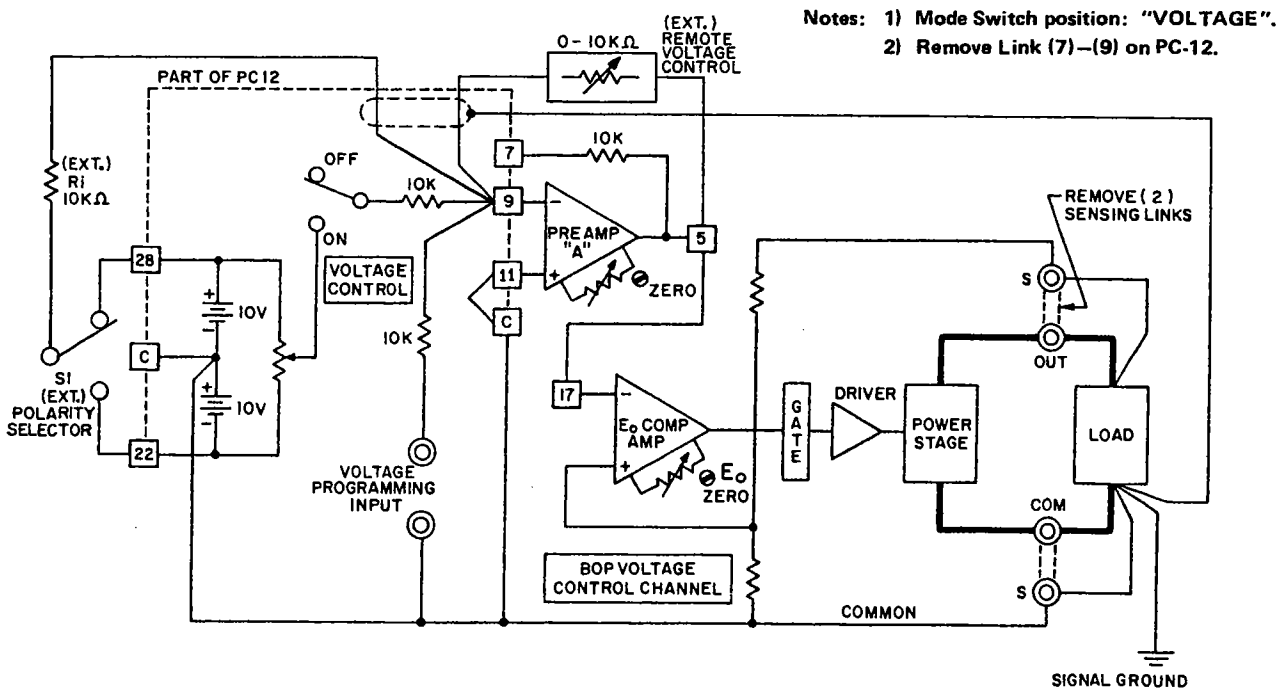 Notes: 1) Mode Switch position: "VOLTAGE".
2) Remove Link (7)–(9) on PC-12.
(EXT.)
REMOTE
VOLTAGE
CONTROL
0-10KΩ
PART OF PC12
7
10K
(EXT.)
Ri
10KΩ
OFF
10K
9
−
PREAMP
"A"
5
ON
11
+
ZERO
28
VOLTAGE
CONTROL
C
+
10V
−
10K
C
+
10V
−
S1
(EXT.)
POLARITY
SELECTOR
22
VOLTAGE
PROGRAMMING
INPUT
REMOVE (2)
SENSING LINKS
S
OUT
17
−
Eo COMP
AMP
+
Eo
ZERO
GATE
DRIVER
POWER
STAGE
LOAD
COM
BOP VOLTAGE
CONTROL CHANNEL
S
COMMON
SIGNAL GROUND